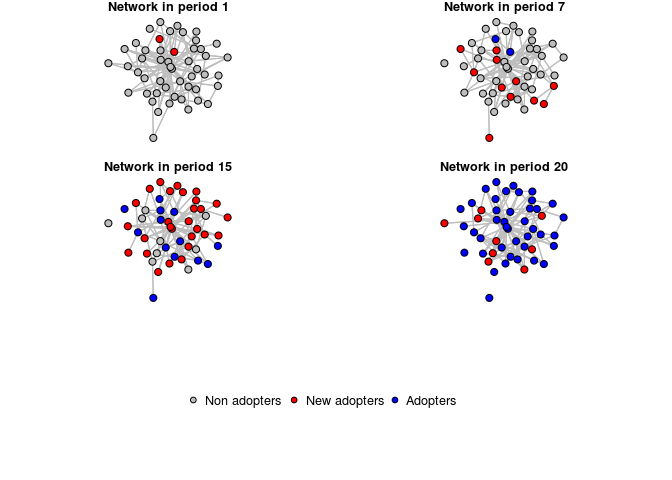 Network in period 1
Network in period 7
Network in period 15
Network in period 20
Non adopters
New adopters
Adopters